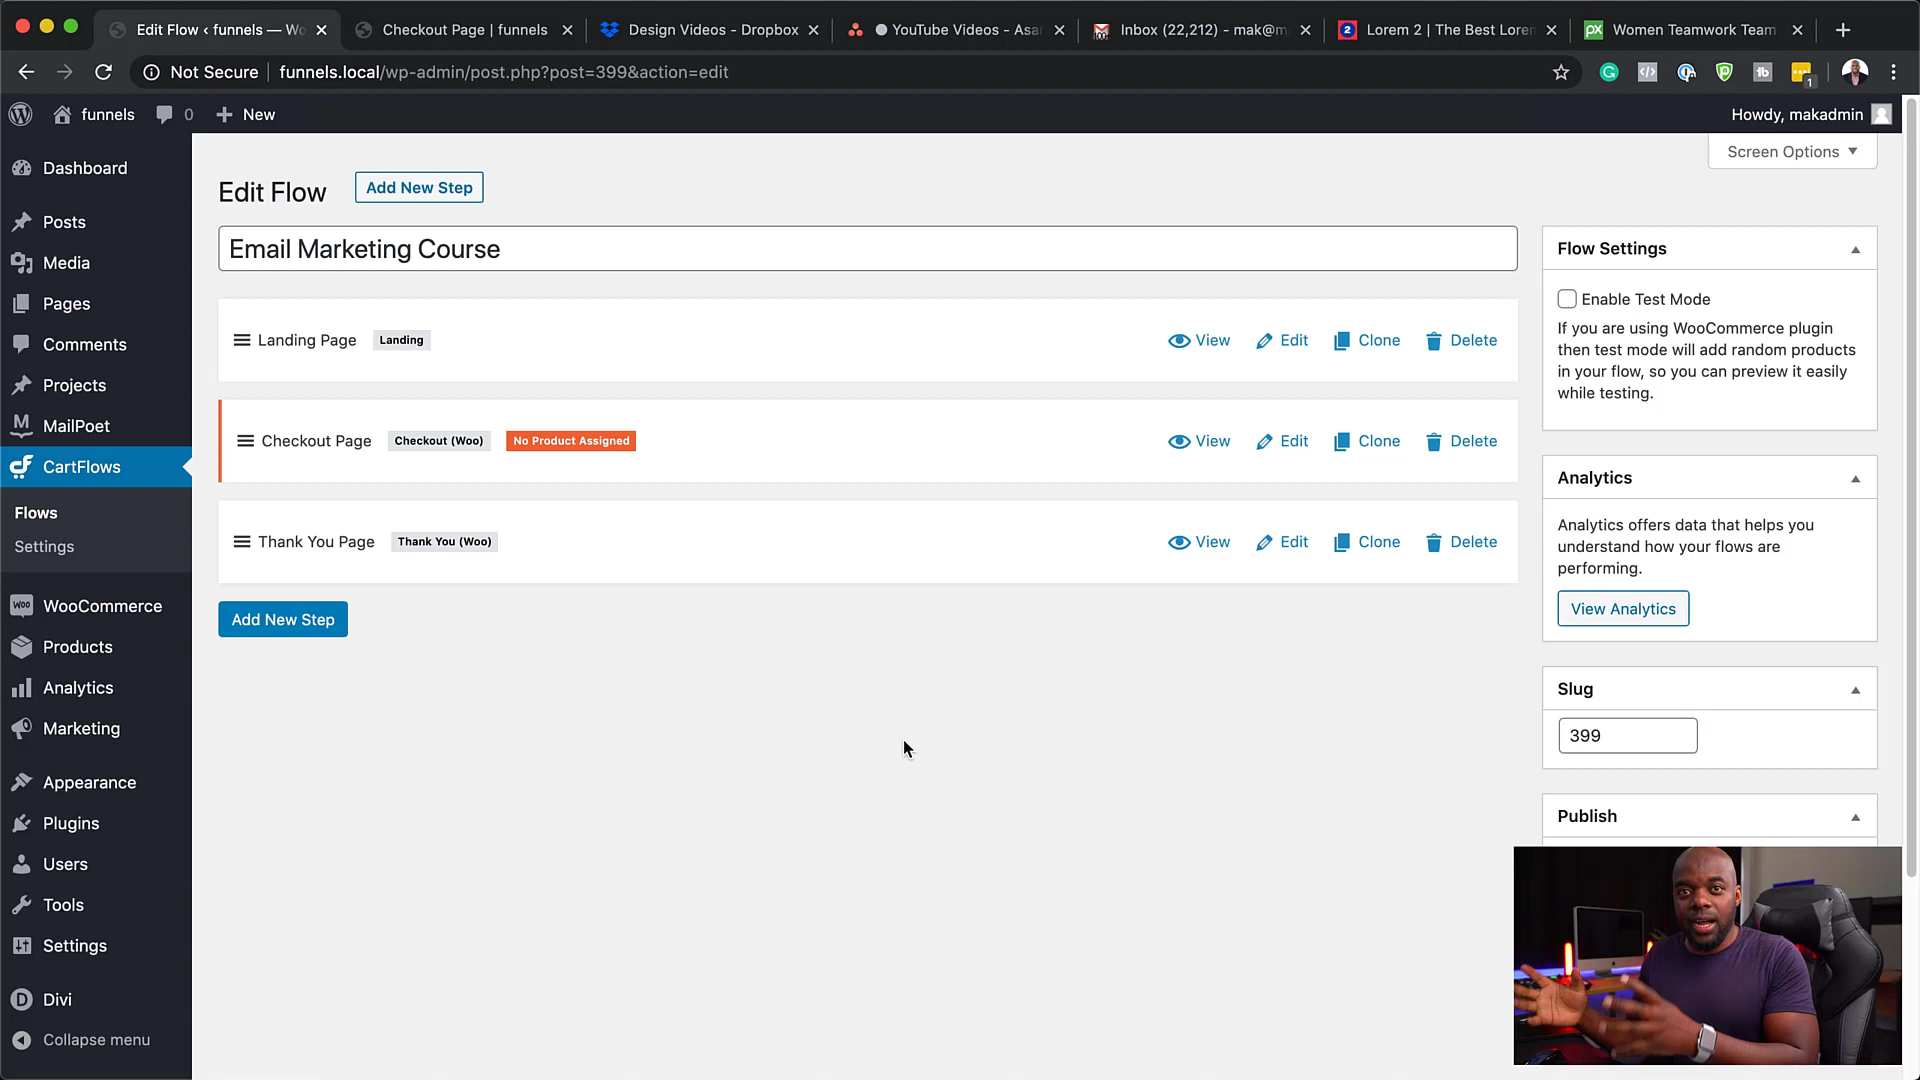 Edit Flow ‹ funnels — Wo
Checkout Page | funnels
Design Videos - Dropbox
YouTube Videos - Asan
Inbox (22,212) - mak@m
Lorem 2 | The Best Loren
Women Teamwork Team
Not Secure
funnels.local/wp-admin/post.php?post=399&action=edit
1
funnels
0
New
Howdy, makadmin
Screen Options
Dashboard
Posts
Media
Pages
Comments
Projects
MailPoet
CartFlows
Flows
Settings
WooCommerce
Products
Analytics
Marketing
Appearance
Plugins
Users
Tools
Settings
Divi
Collapse menu
Edit Flow
Add New Step
Email Marketing Course
Landing Page
Landing
View
Edit
Clone
Delete
Checkout Page
Checkout (Woo)
No Product Assigned
View
Edit
Clone
Delete
Thank You Page
Thank You (Woo)
View
Edit
Clone
Delete
Add New Step
Flow Settings
Enable Test Mode
If you are using WooCommerce plugin
then test mode will add random products
in your flow, so you can preview it easily
while testing.
Analytics
Analytics offers data that helps you
understand how your flows are
performing.
View Analytics
Slug
399
Publish